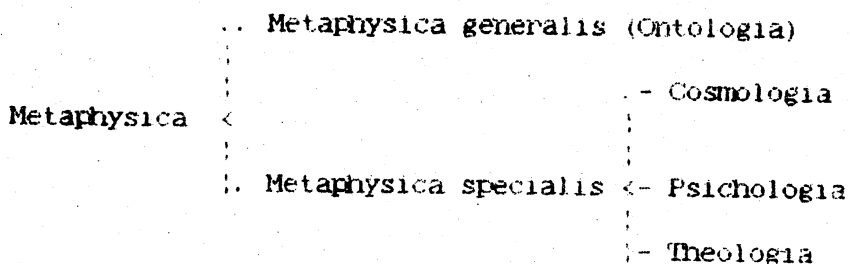 Metaphysica generalis (Ontologia)
- Cosmologia
Metaphysica <
Metaphysica specialis <- Psichologia
- Theologia